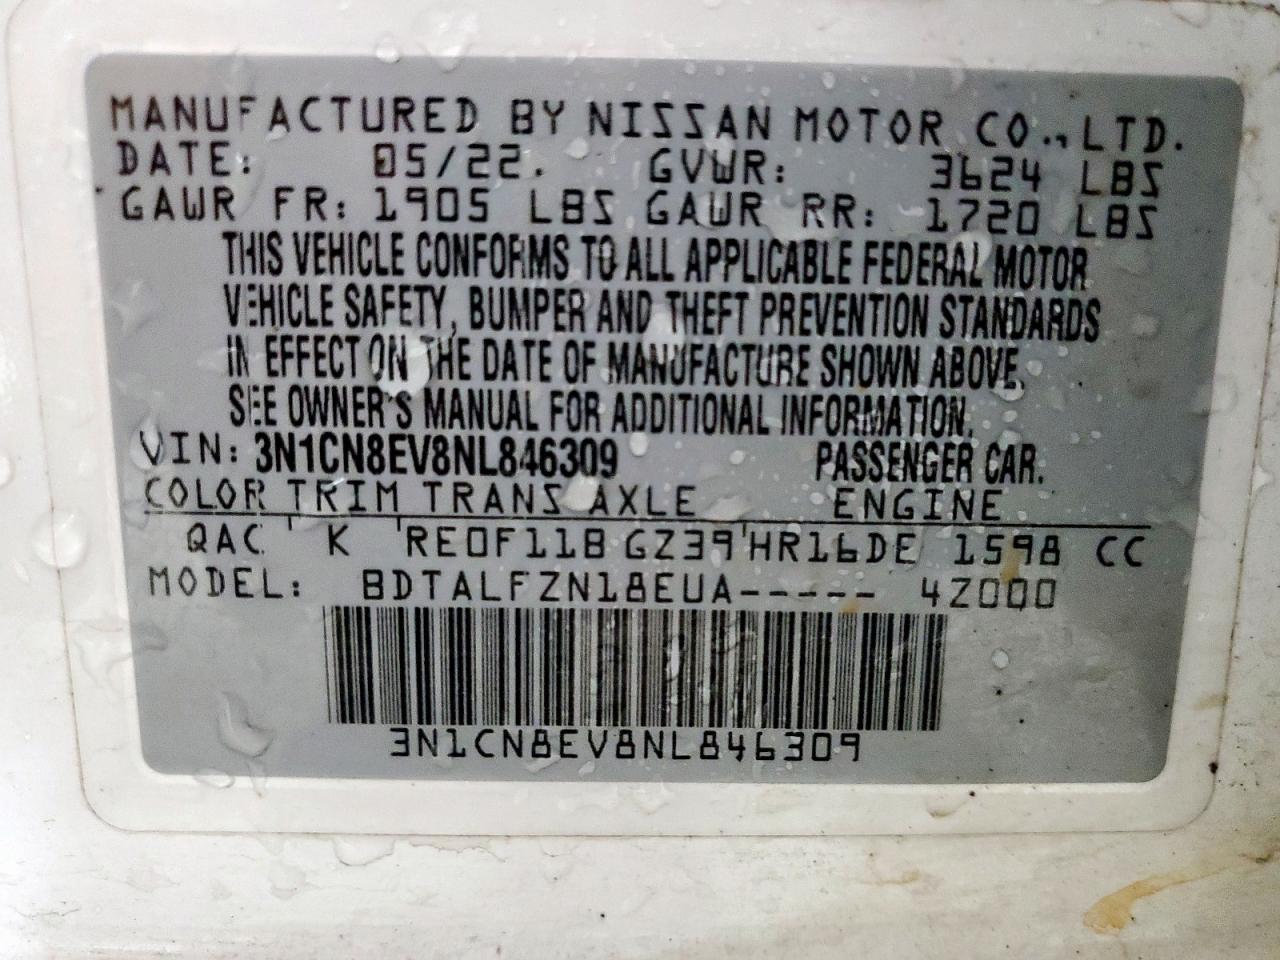 MANUFACTURED BY NISSAN MOTOR CO., LTD.
DATE: 05/22. GVWR: 3624 LBS
GAWR FR: 1905 LBS GAWR RR: 1720 LBS
THIS VEHICLE CONFORMS TO ALL APPLICABLE FEDERAL MOTOR
VEHICLE SAFETY, BUMPER AND THEFT PREVENTION STANDARDS
IN EFFECT ON THE DATE OF MANUFACTURE SHOWN ABOVE.
SEE OWNER'S MANUAL FOR ADDITIONAL INFORMATION.
VIN: 3N1CN8EV8NL846309 PASSENGER CAR.
COLOR TRIM TRANS AXLE ENGINE
QAC ' K 'RE0F11B GZ39'HR16DE 1598 CC
MODEL: BDTALFZN18EUA----- 4Z000
3N1CN8EV8NL846309